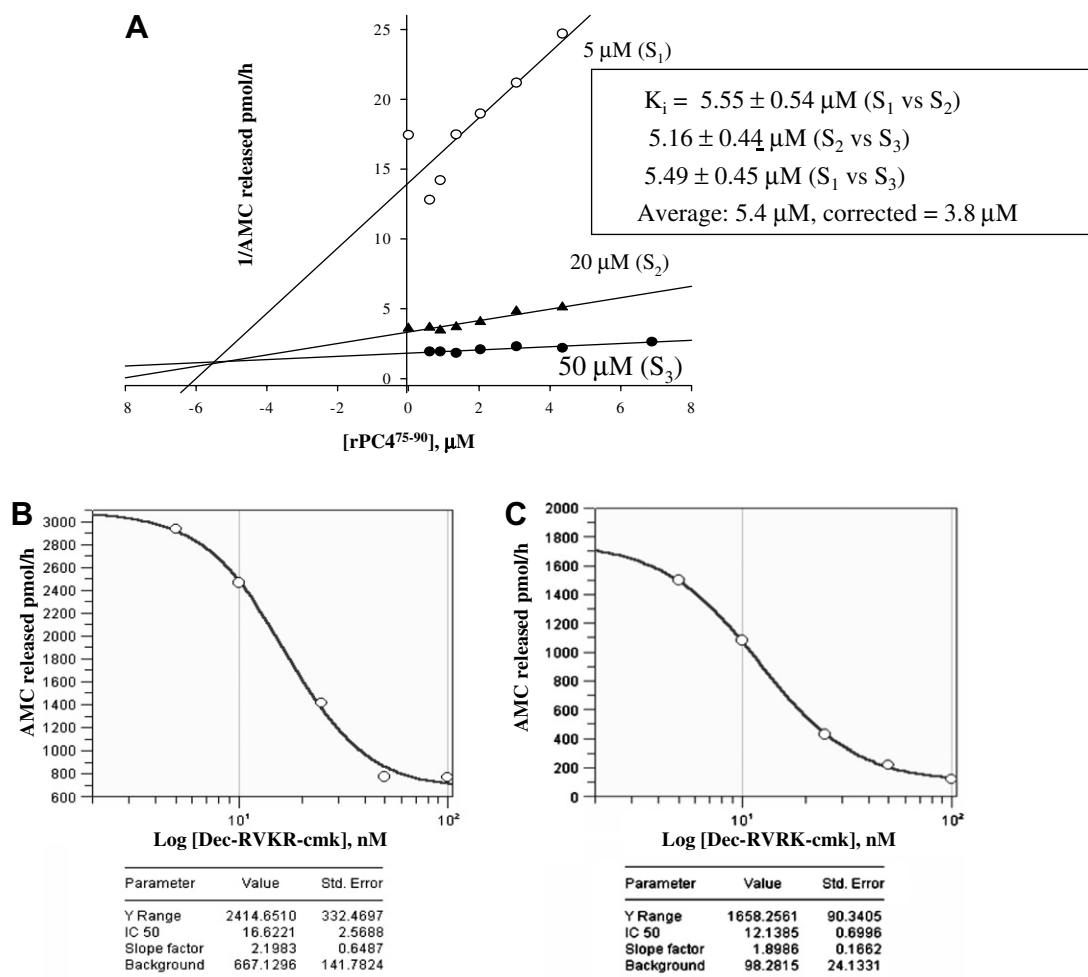 A
1/AMC released pmol/h
25
20
15
10
5
0
8
-6
-4
-2
0
2
4
6
8
[rPC4⁷⁵⁻⁹⁰], μM
5 μM (S₁)
20 μM (S₂)
50 μM (S₃)
Kᵢ = 5.55 ± 0.54 μM (S₁ vs S₂)
5.16 ± 0.44 μM (S₂ vs S₃)
5.49 ± 0.45 μM (S₁ vs S₃)
Average: 5.4 μM, corrected = 3.8 μM
B
AMC released pmol/h
3000
2800
2600
2400
2200
2000
1800
1600
1400
1200
1000
800
600
10¹
10²
Log [Dec-RVKR-cmk], nM
Parameter Value Std. Error
Y Range 2414.6510 332.4697
IC 50 16.6221 2.5688
Slope factor 2.1983 0.6487
Background 667.1296 141.7824
C
AMC released pmol/h
2000
1800
1600
1400
1200
1000
800
600
400
200
0
10¹
10²
Log [Dec-RVRK-cmk], nM
Parameter Value Std. Error
Y Range 1658.2561 90.3405
IC 50 12.1385 0.6996
Slope factor 1.8986 0.1662
Background 98.2815 24.1331